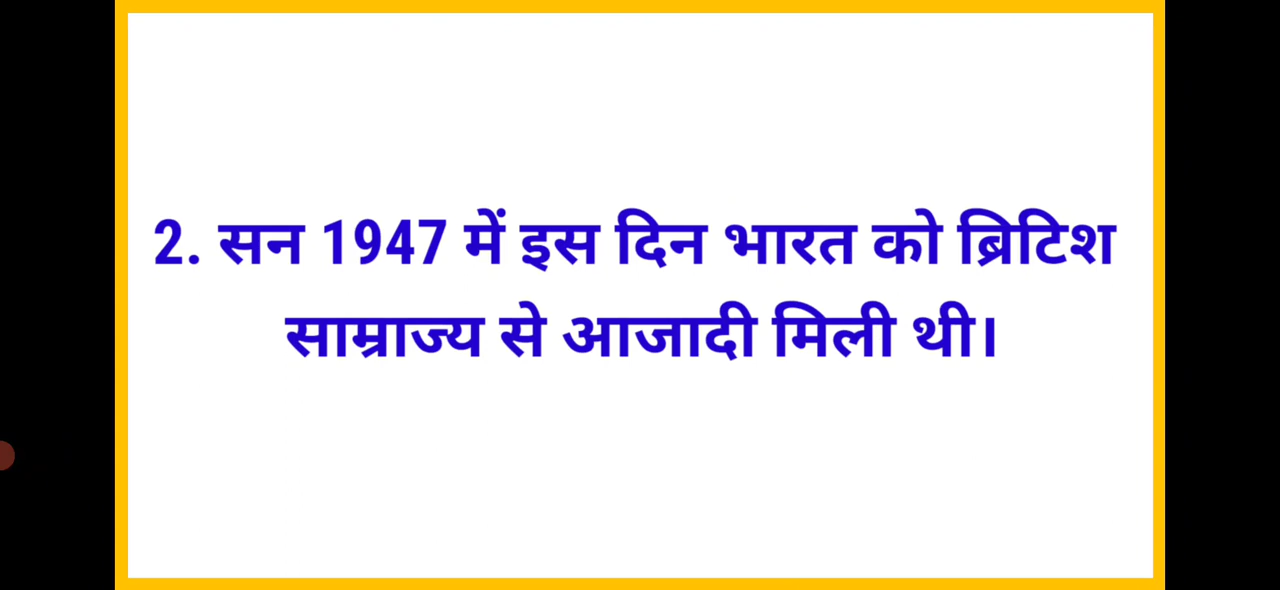 2. सन 1947 में इस दिन भारत को ब्रिटिश
साम्राज्य से आजादी मिली थी।